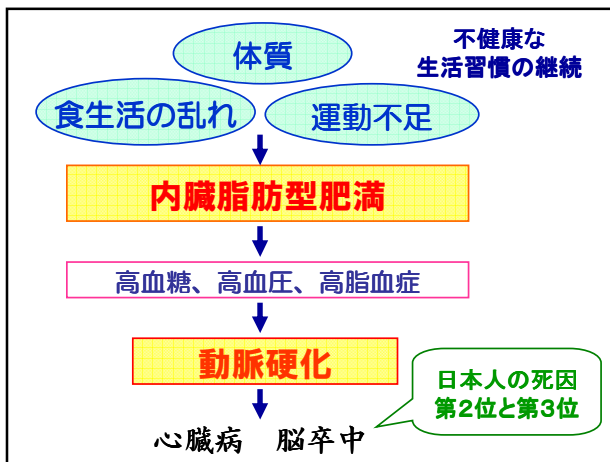 体質
不健康な
生活習慣の継続
食生活の乱れ
運動不足
内臓脂肪型肥満
高血糖、高血圧、高脂血症
動脈硬化
日本人の死因
第2位と第3位
心臓病 脳卒中